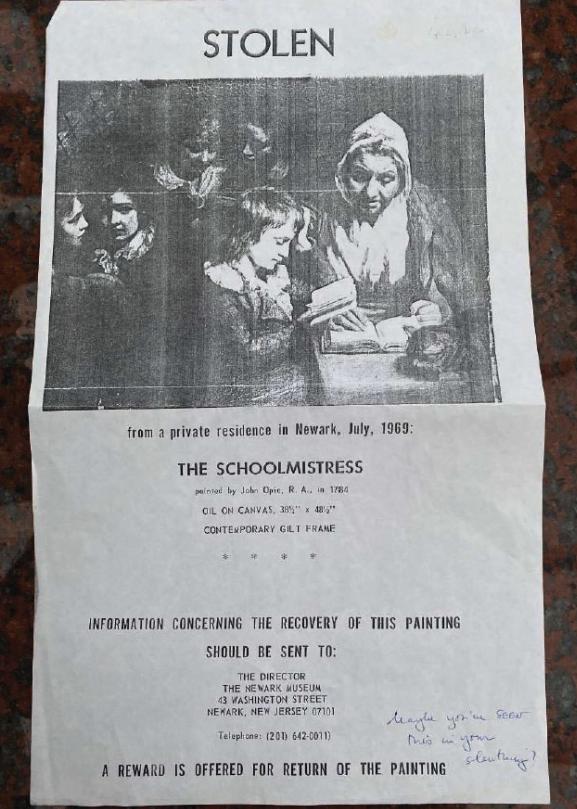 STOLEN
from a private residence in Newark, July, 1969:
THE SCHOOLMISTRESS
painted by John Opie, R. A., in 1784
OIL ON CANVAS, 38½" x 48½"
CONTEMPORARY GILT FRAME
* * * *
INFORMATION CONCERNING THE RECOVERY OF THIS PAINTING
SHOULD BE SENT TO:
THE DIRECTOR
THE NEWARK MUSEUM
43 WASHINGTON STREET
NEWARK, NEW JERSEY 07101
Telephone: (201) 642-0011)
Maybe you've seen
this in your
sleuthing?
A REWARD IS OFFERED FOR RETURN OF THE PAINTING